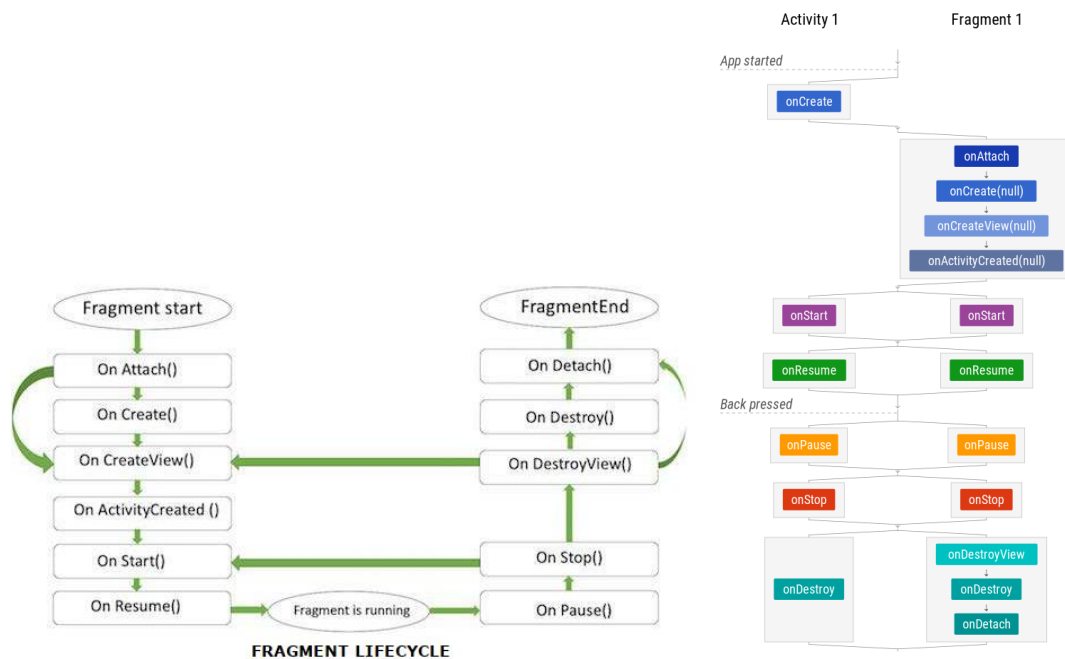 Fragment start
On Attach()
On Create()
On CreateView()
On ActivityCreated ()
On Start()
On Resume()
Fragment is running
FragmentEnd
On Detach()
On Destroy()
On DestroyView()
On Stop()
On Pause()
FRAGMENT LIFECYCLE
Activity 1
Fragment 1
App started
onCreate
onAttach
onCreate(null)
onCreateView(null)
onActivityCreated(null)
onStart
onStart
onResume
onResume
Back pressed
onPause
onPause
onStop
onStop
onDestroy
onDestroyView
onDestroy
onDetach